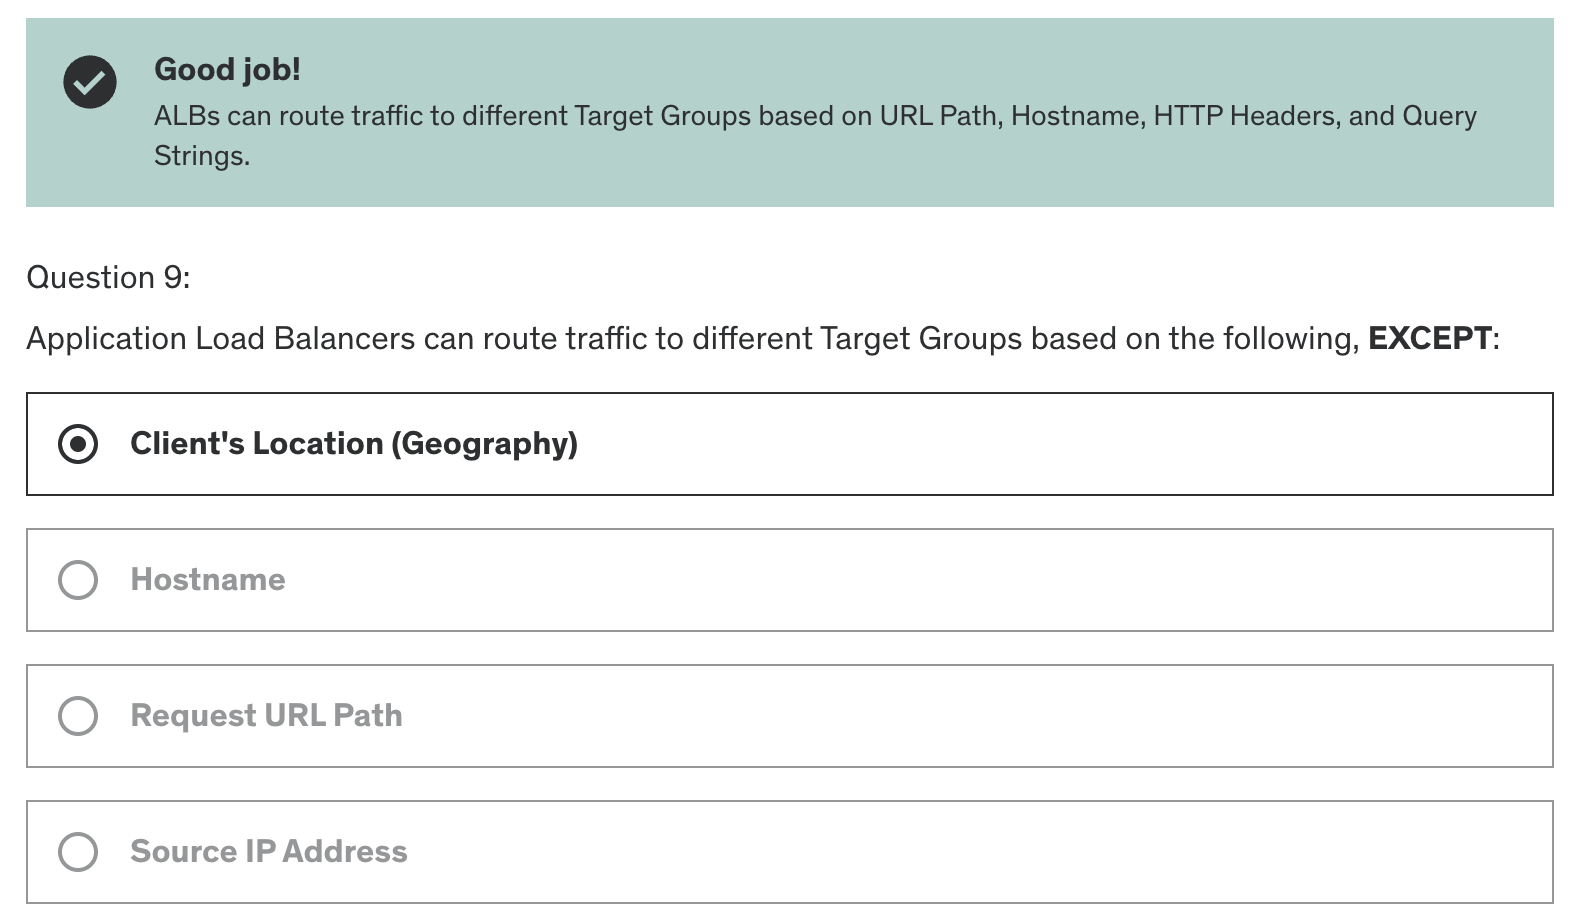 Good job!
ALBs can route traffic to different Target Groups based on URL Path, Hostname, HTTP Headers, and Query
Strings.
Question 9:
Application Load Balancers can route traffic to different Target Groups based on the following, EXCEPT:
Client's Location (Geography)
Hostname
Request URL Path
Source IP Address